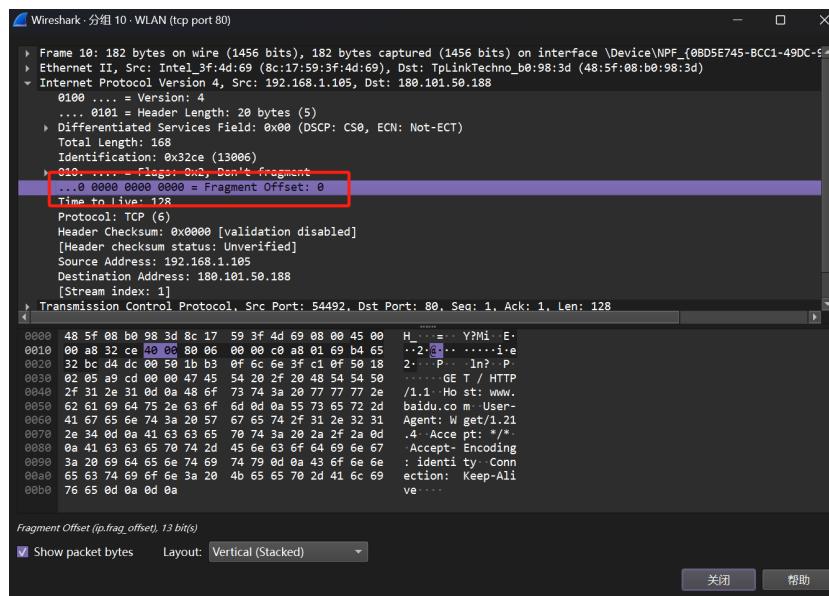 Wireshark · 分组 10 · WLAN (tcp port 80)
Frame 10: 182 bytes on wire (1456 bits), 182 bytes captured (1456 bits) on interface \Device\NPF_{0BD5E745-BCC1-49DC-9
Ethernet II, Src: Intel_3f:4d:69 (8c:17:59:3f:4d:69), Dst: TpLinkTechno_b0:98:3d (48:5f:08:b0:98:3d)
Internet Protocol Version 4, Src: 192.168.1.105, Dst: 180.101.50.188
0100 .... = Version: 4
.... 0101 = Header Length: 20 bytes (5)
Differentiated Services Field: 0x00 (DSCP: CS0, ECN: Not-ECT)
Total Length: 168
Identification: 0x32ce (13006)
010. .... = Flags: 0x2, Don't fragment
...0 0000 0000 0000 = Fragment Offset: 0
Time to Live: 128
Protocol: TCP (6)
Header Checksum: 0x0000 [validation disabled]
[Header checksum status: Unverified]
Source Address: 192.168.1.105
Destination Address: 180.101.50.188
[Stream index: 1]
Transmission Control Protocol, Src Port: 54492, Dst Port: 80, Seq: 1, Ack: 1, Len: 128
0000 48 5f 08 b0 98 3d 8c 17 59 3f 4d 69 08 00 45 00 H_···=·· Y?Mi··E·
0010 00 a8 32 ce 40 00 80 06 00 00 c0 a8 01 69 b4 65 ··2·@··· ·····i·e
0020 32 bc d4 dc 00 50 1b b3 0f 6c 6e 3f c1 0f 50 18 2····P·· ·ln?··P·
0030 02 05 a9 cd 00 00 47 45 54 20 2f 20 48 54 54 50 ······GE T / HTTP
0040 2f 31 2e 31 0d 0a 48 6f 73 74 3a 20 77 77 77 2e /1.1··Ho st: www.
0050 62 61 69 64 75 2e 63 6f 6d 0d 0a 55 73 65 72 2d baidu.co m··User-
0060 41 67 65 6e 74 3a 20 57 67 65 74 2f 31 2e 32 31 Agent: W get/1.21
0070 2e 34 0d 0a 41 63 63 65 70 74 3a 20 2a 2f 2a 0d .4··Acce pt: */*·
0080 0a 41 63 63 65 70 74 2d 45 6e 63 6f 64 69 6e 67 ·Accept- Encoding
0090 3a 20 69 64 65 6e 74 69 74 79 0d 0a 43 6f 6e 6e : identi ty··Conn
00a0 65 63 74 69 6f 6e 3a 20 4b 65 65 70 2d 41 6c 69 ection: Keep-Ali
00b0 76 65 0d 0a 0d 0a ve····
Fragment Offset (ip.frag_offset), 13 bit(s)
Show packet bytes Layout: Vertical (Stacked)
关闭 帮助